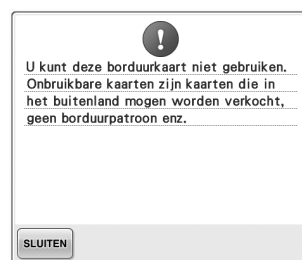 U kunt deze borduurkaart niet gebruiken.
Onbruikbare kaarten zijn kaarten die in
het buitenland mogen worden verkocht,
geen borduurpatroon enz.
SLUITEN